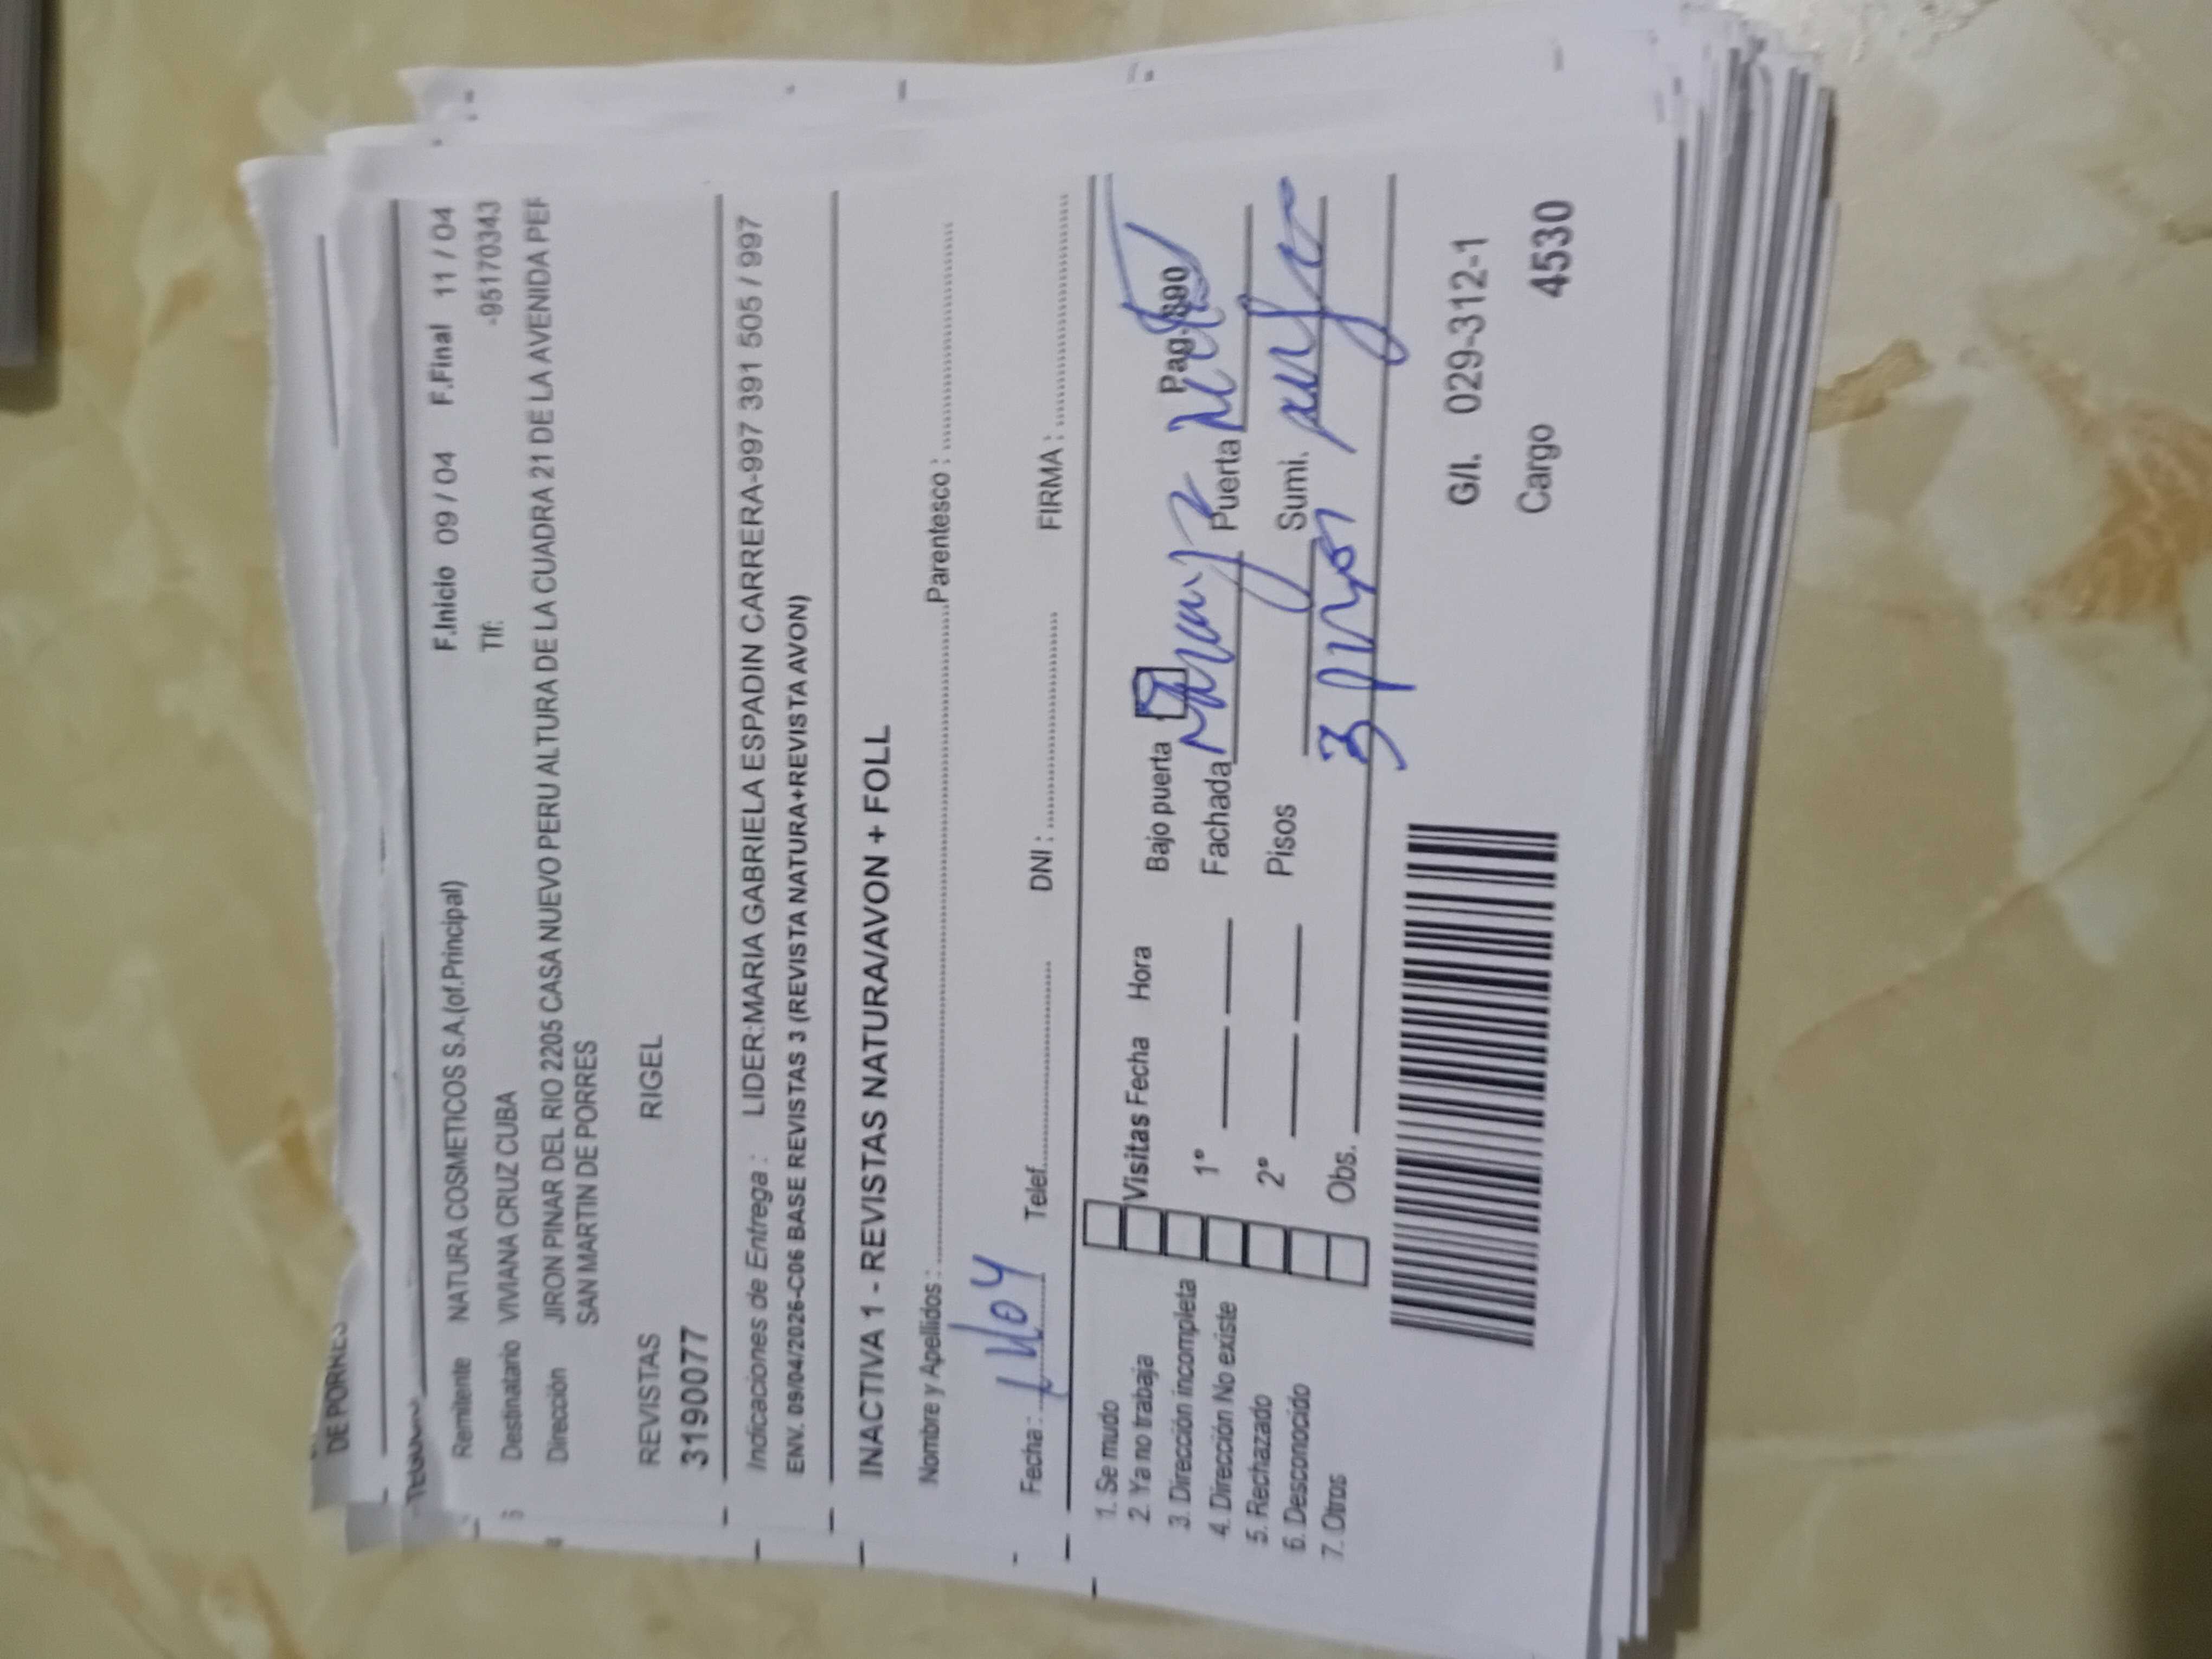 DE PORRES
Remitente NATURA COSMETICOS S.A.(of.Principal) F.Inicio 09 / 04 F.Final 11 / 04
Destinatario VIVIANA CRUZ CUBA Tlf: -95170343
Dirección JIRON PINAR DEL RIO 2205 CASA NUEVO PERU ALTURA DE LA CUADRA 21 DE LA AVENIDA PER
SAN MARTIN DE PORRES
REVISTAS RIGEL
3190077
Indicaciones de Entrega : LIDER:MARIA GABRIELA ESPADIN CARRERA-997 391 505 / 997
ENV. 09/04/2026-C06 BASE REVISTAS 3 (REVISTA NATURA+REVISTA AVON)
INACTIVA 1 - REVISTAS NATURA/AVON + FOLL
Nombre y Apellidos : Parentesco :
Fecha : 11/04 Telef. DNI : FIRMA :
1. Se mudo
2. Ya no trabaja
3. Dirección incompleta
4. Dirección No existe
5. Rechazado
6. Desconocido
7. Otros
Visitas Fecha Hora Bajo puerta Pag.
1° Fachada Puerta
2° Pisos 3 pisos Sumi.
Obs.
G/I. 029-312-1
Cargo 4530